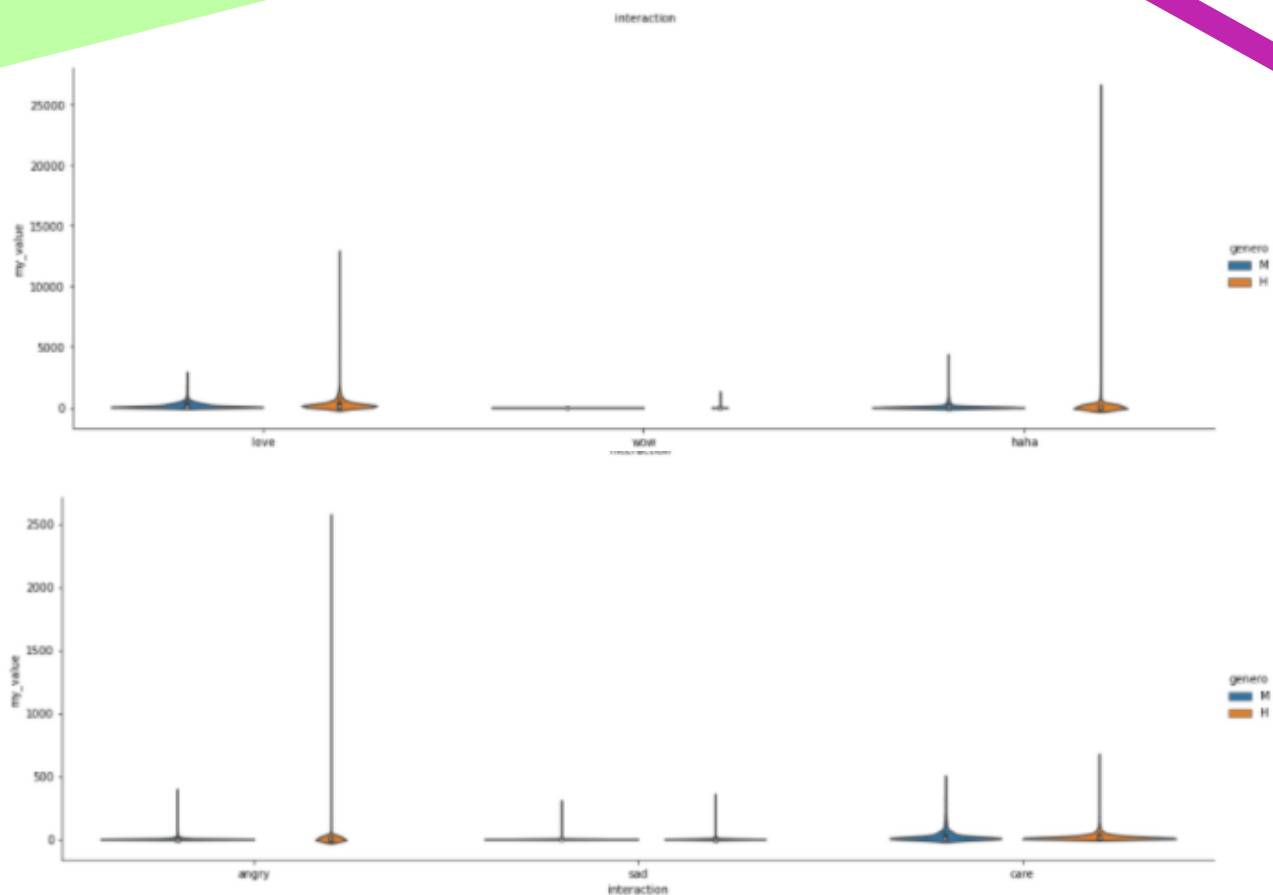 interaction
25000
20000
15000
10000
5000
0
my_value
love wow haha
interaction
genero
M
H
2500
2000
1500
1000
500
0
my_value
angry sad care
interaction
genero
M
H